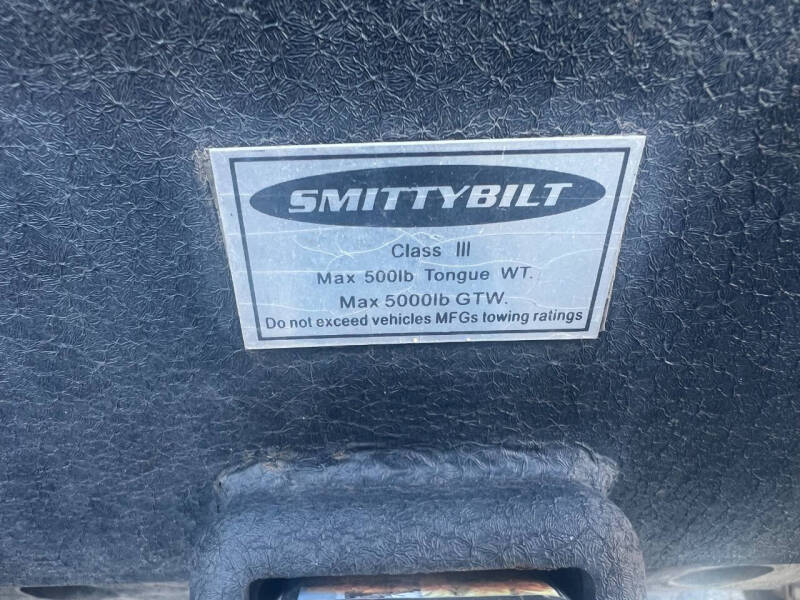 SMITTYBILT
Class III
Max 500lb Tongue WT.
Max 5000lb GTW.
Do not exceed vehicles MFGs towing ratings